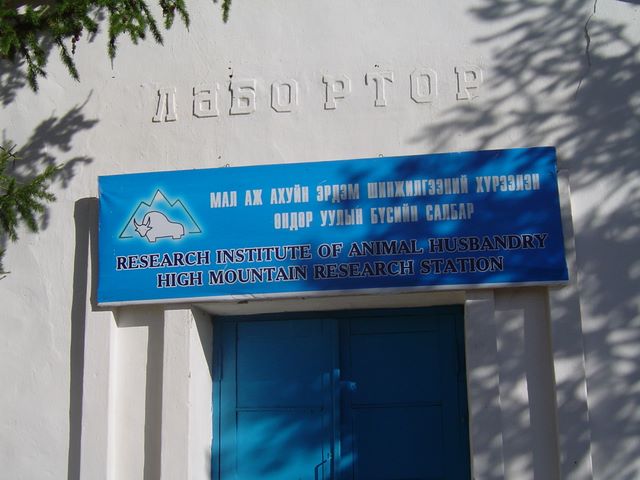 лаБОРТОР
МАЛ АЖ АХУЙН ЭРДЭМ ШИНЖИЛГЭЭНИЙ ХҮРЭЭЛЭН
ӨНДӨР УУЛЫН БҮСИЙН САЛБАР
RESEARCH INSTITUTE OF ANIMAL HUSBANDRY
HIGH MOUNTAIN RESEARCH STATION